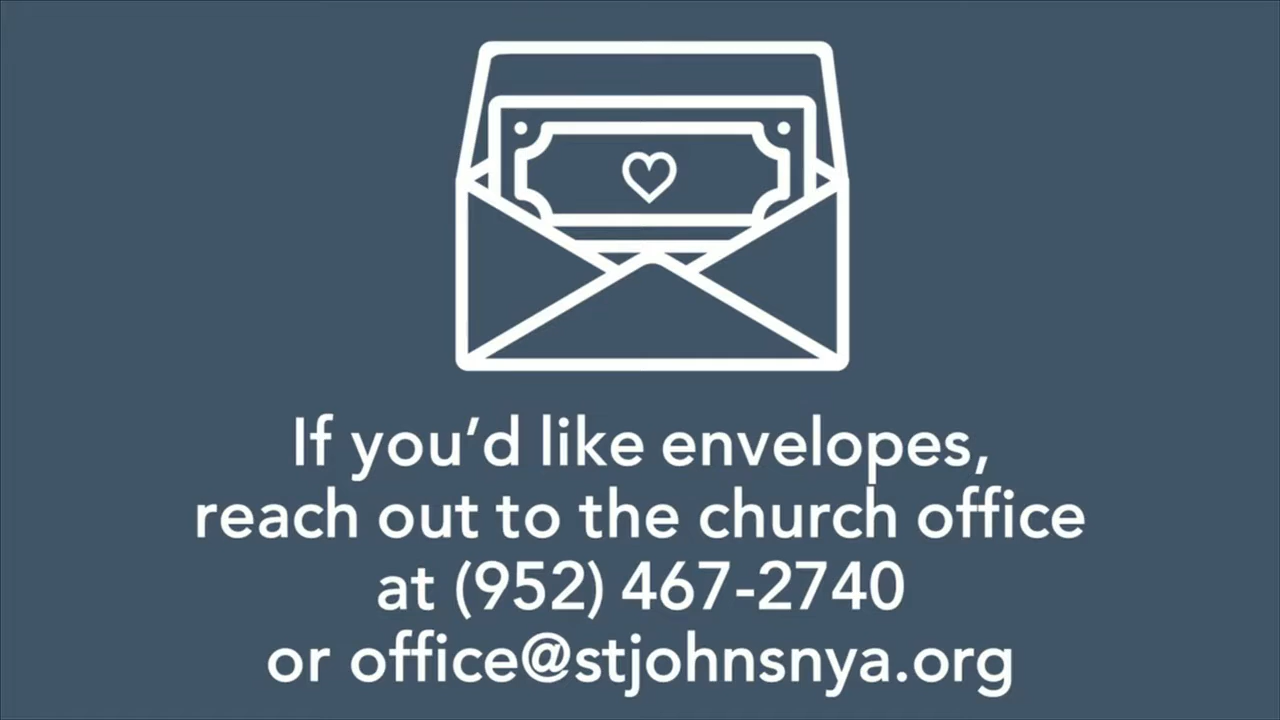 If you’d like envelopes,
reach out to the church office
at (952) 467-2740
or office@stjohnsnya.org